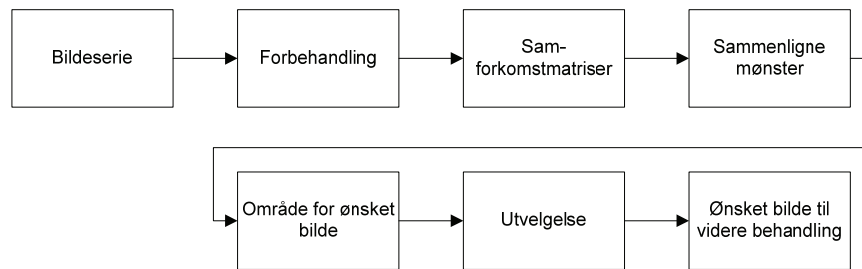 Bildeserie
Forbehandling
Sam-
forkomstmatriser
Sammenligne
mønster
Område for ønsket
bilde
Utvelgelse
Ønsket bilde til
videre behandling